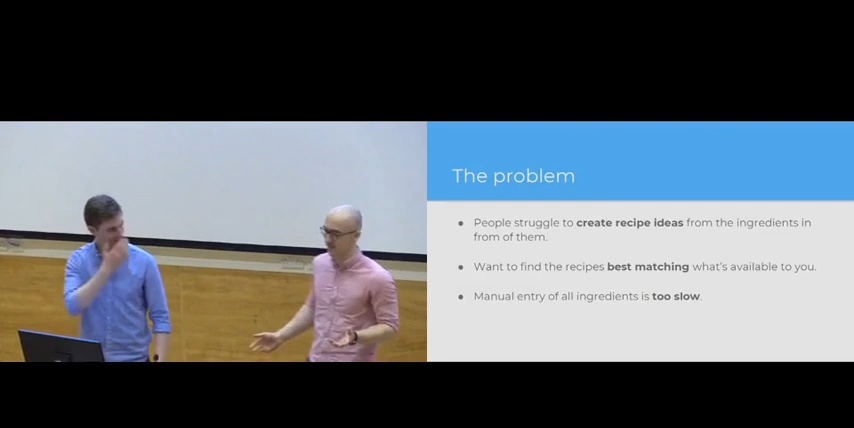 The problem
● People struggle to create recipe ideas from the ingredients in
from of them.
● Want to find the recipes best matching what's available to you.
● Manual entry of all ingredients is too slow.